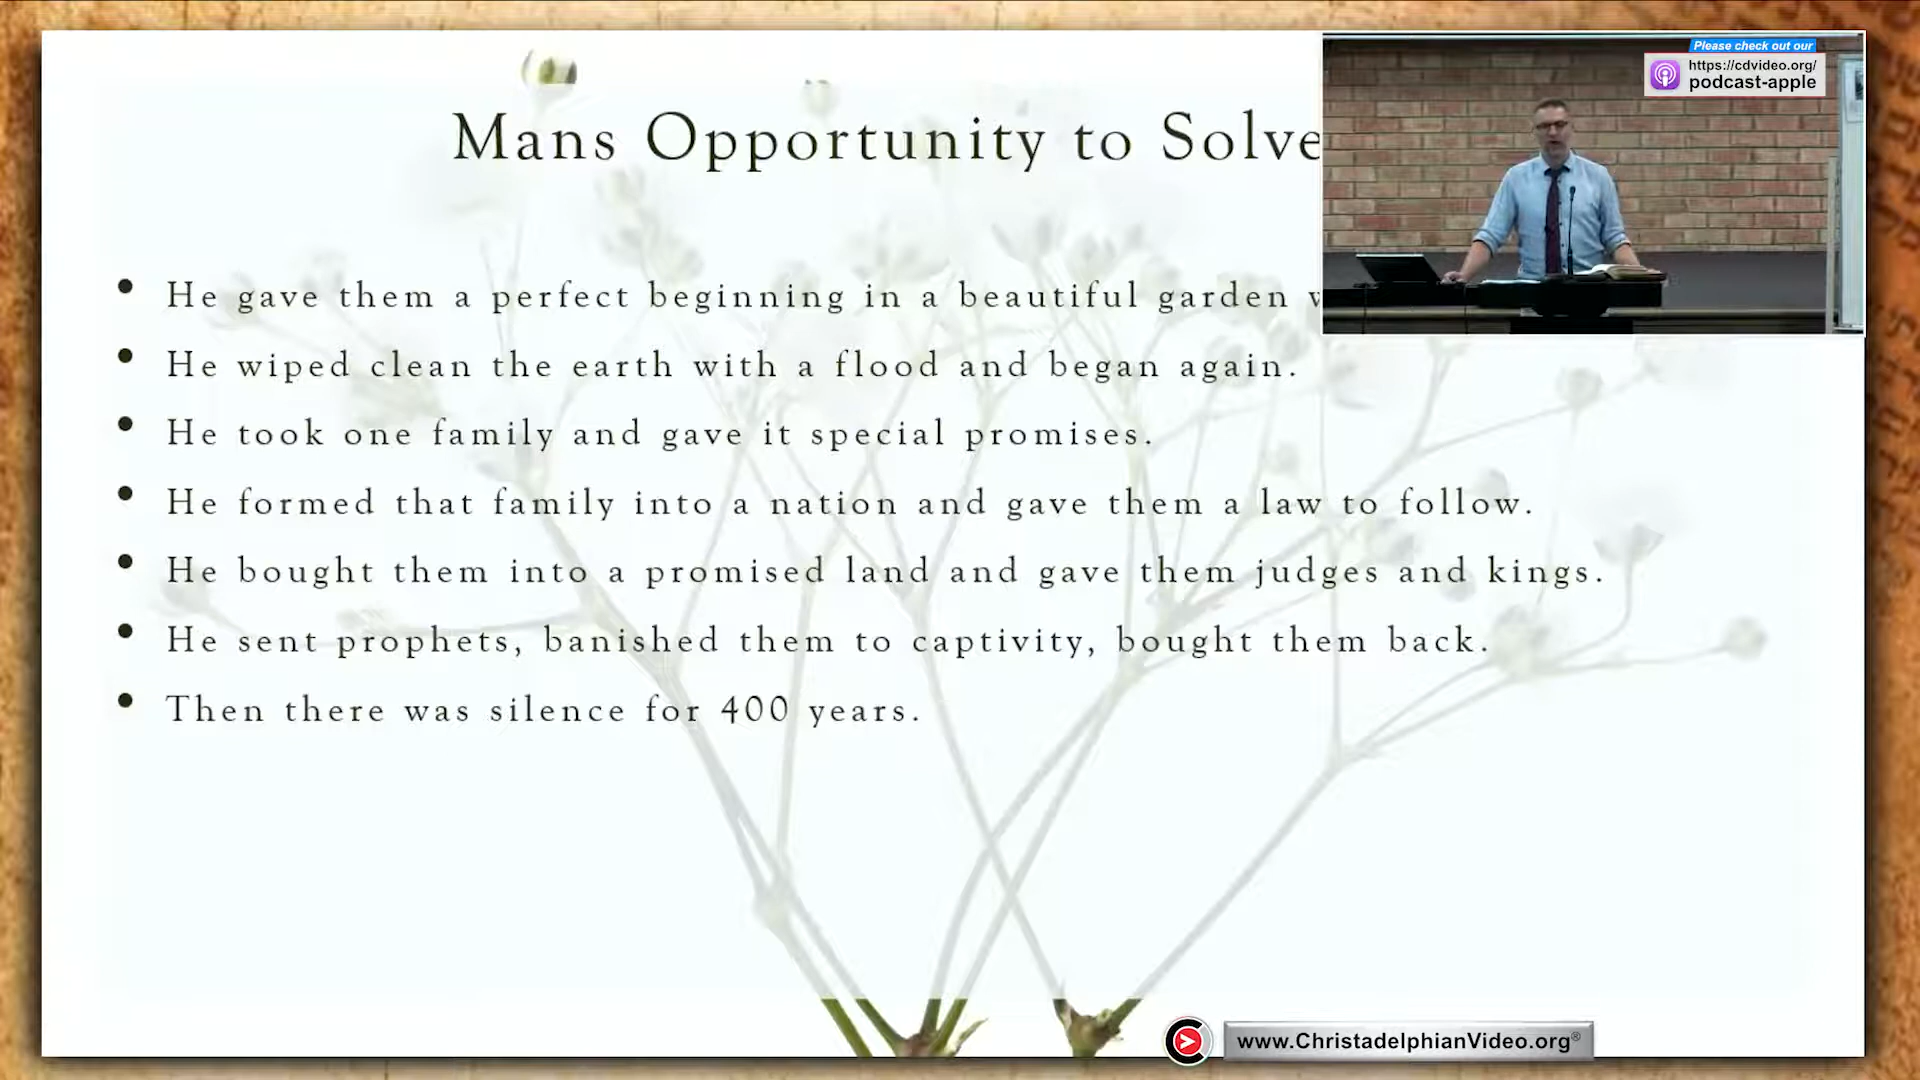 Please check out our
https://cdvideo.org/
podcast-apple
Mans Opportunity to Solve
He gave them a perfect beginning in a beautiful garden
He wiped clean the earth with a flood and began again.
He took one family and gave it special promises.
He formed that family into a nation and gave them a law to follow.
He bought them into a promised land and gave them judges and kings.
He sent prophets, banished them to captivity, bought them back.
Then there was silence for 400 years.
www.ChristadelphianVideo.org®